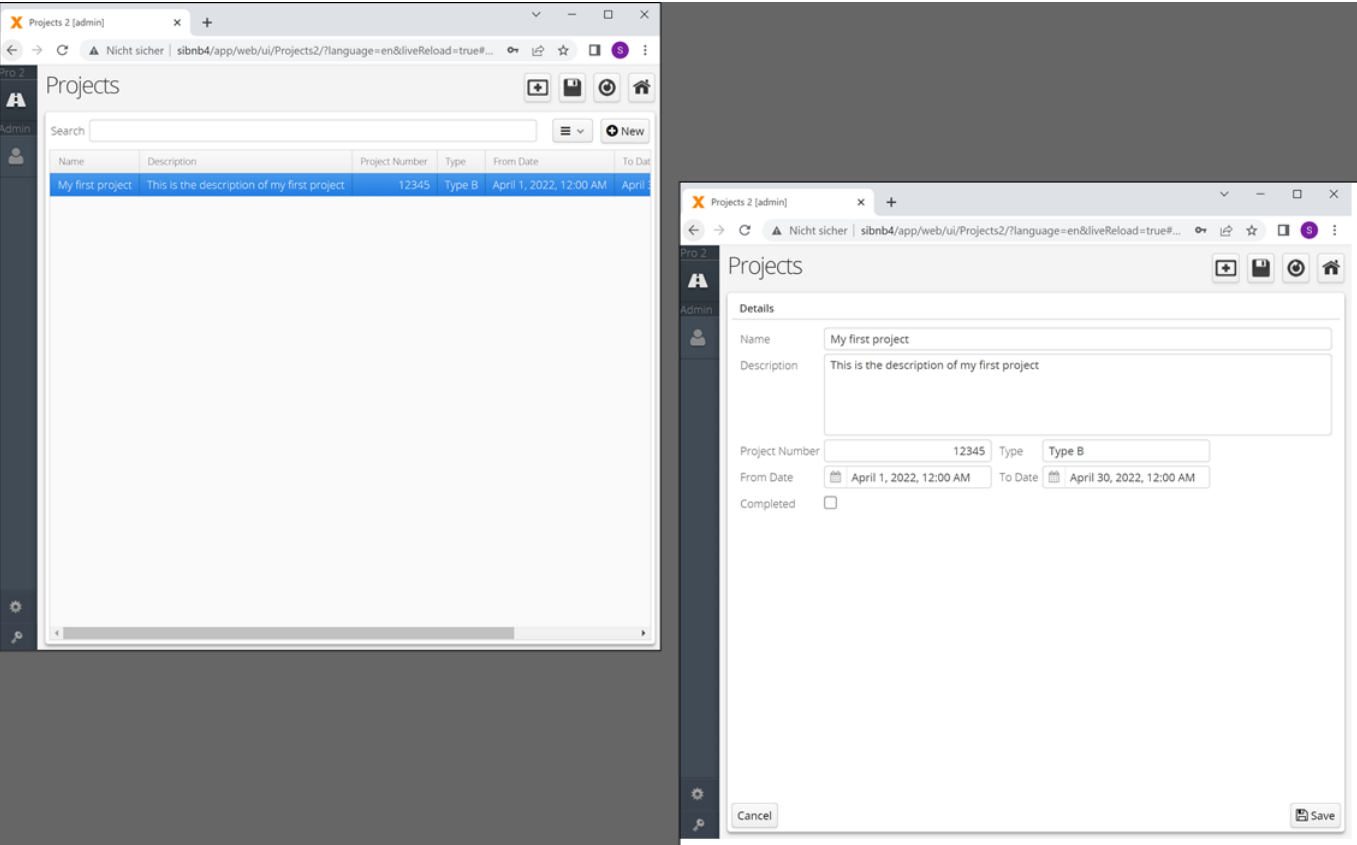 Projects 2 [admin]
Nicht sicher | sibnb4/app/web/ui/Projects2/?language=en&liveReload=true#... S
Pro 2
Projects
Admin
Search New
Name Description Project Number Type From Date To Dat
My first project This is the description of my first project 12345 Type B April 1, 2022, 12:00 AM April
Projects 2 [admin]
Nicht sicher | sibnb4/app/web/ui/Projects2/?language=en&liveReload=true#... S
Pro 2
Projects
Admin
Details
Name My first project
Description This is the description of my first project
Project Number 12345 Type Type B
From Date April 1, 2022, 12:00 AM To Date April 30, 2022, 12:00 AM
Completed
Cancel Save